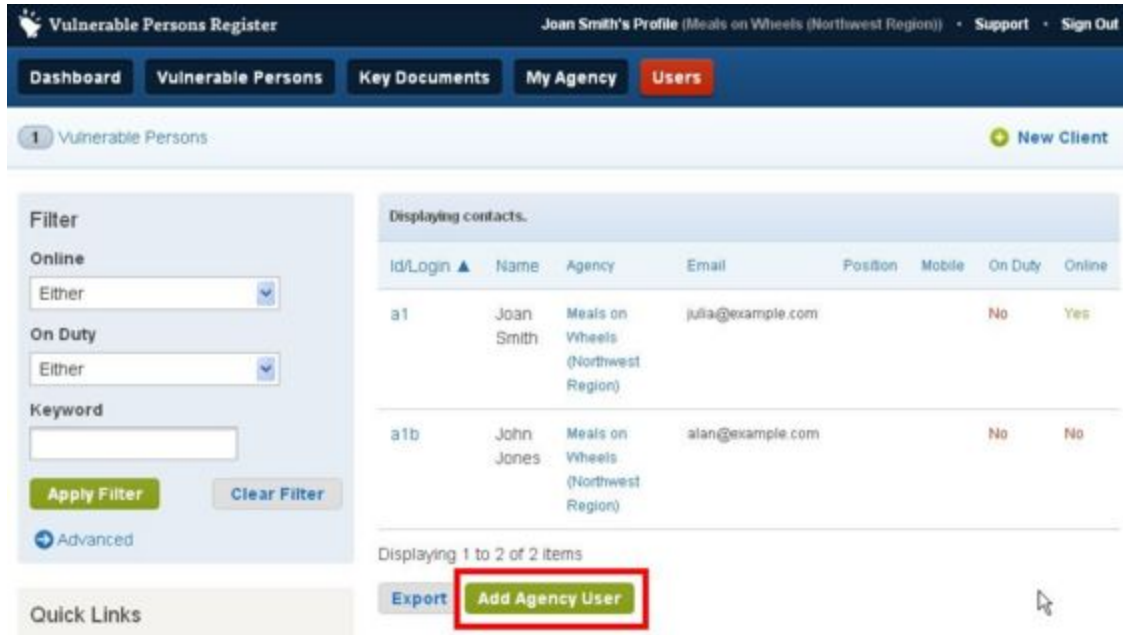 Vulnerable Persons Register
Joan Smith's Profile (Meals on Wheels (Northwest Region)) · Support · Sign Out
Dashboard Vulnerable Persons Key Documents My Agency Users
1 Vulnerable Persons
New Client
Filter
Online
Either
On Duty
Either
Keyword
Apply Filter Clear Filter
Advanced
Quick Links
Displaying contacts.
Id/Login ▲ Name Agency Email Position Mobile On Duty Online
a1 Joan Meals on julia@example.com No Yes
Smith Wheels
(Northwest
Region)
a1b John Meals on alan@example.com No No
Jones Wheels
(Northwest
Region)
Displaying 1 to 2 of 2 items
Export Add Agency User